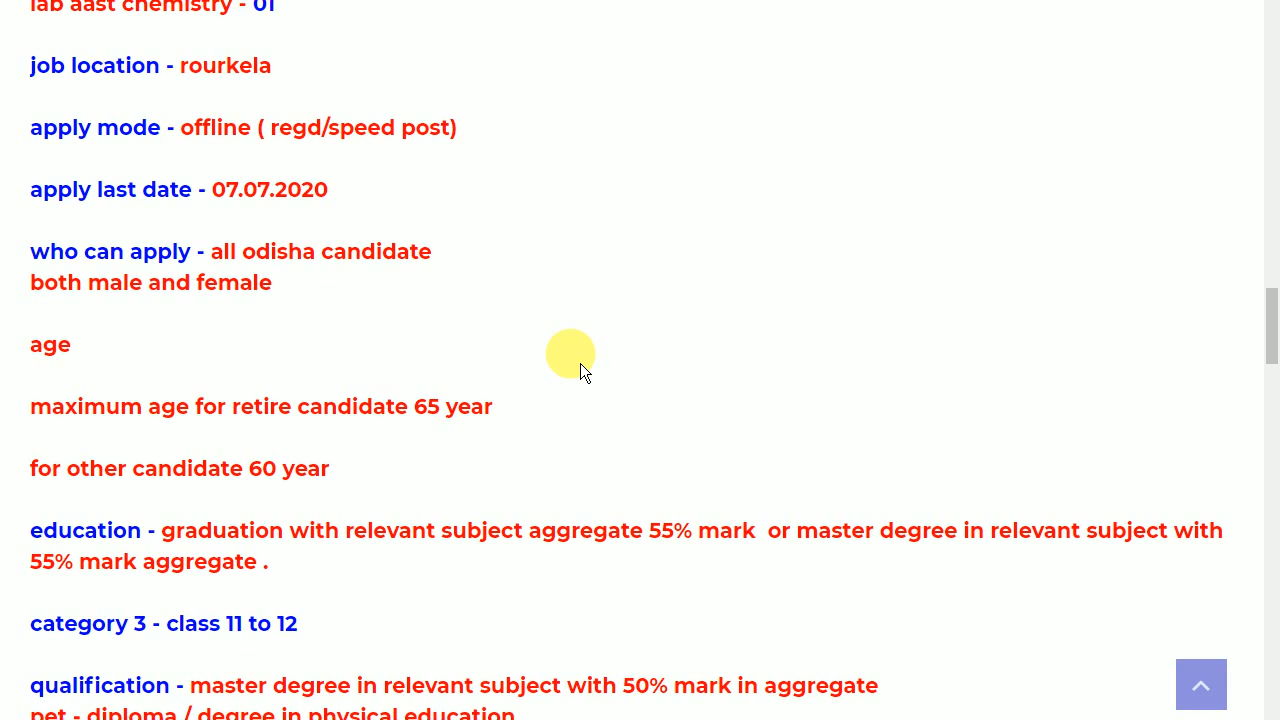 lab aast chemistry - 01
job location - rourkela
apply mode - offline ( regd/speed post)
apply last date - 07.07.2020
who can apply - all odisha candidate
both male and female
age
maximum age for retire candidate 65 year
for other candidate 60 year
education - graduation with relevant subject aggregate 55% mark  or master degree in relevant subject with
55% mark aggregate .
category 3 - class 11 to 12
qualification - master degree in relevant subject with 50% mark in aggregate
pet - diploma / degree in physical education